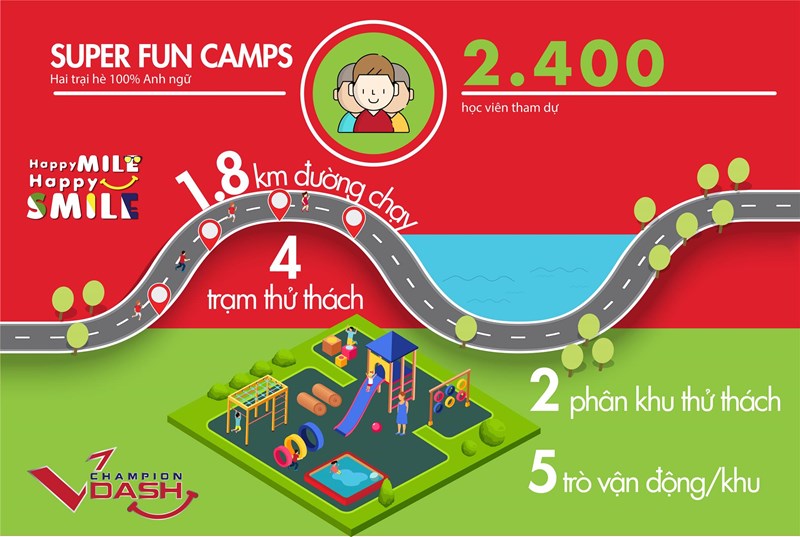 SUPER FUN CAMPS
Hai trại hè 100% Anh ngữ
2.400
học viên tham dự
HappyMILE
Happy
SMILE
1.8 km đường chạy
4
trạm thử thách
2 phân khu thử thách
5 trò vận động/khu
CHAMPION
DASH